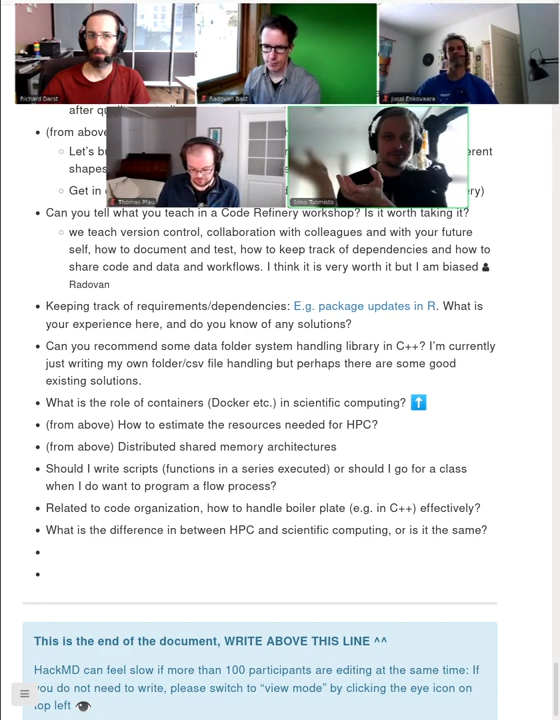 Richard Darst
Radovan Bast
Jussi Enkovaara
after
• (from above
Let's bu
erent
shapes
Get in
ery)
Thomas Pfau
Simo Tuomisto
• Can you tell what you teach in a Code Refinery workshop? Is it worth taking it?
we teach version control, collaboration with colleagues and with your future
self, how to document and test, how to keep track of dependencies and how to
share code and data and workflows. I think it is very worth it but I am biased
Radovan
• Keeping track of requirements/dependencies: E.g. package updates in R. What is
your experience here, and do you know of any solutions?
• Can you recommend some data folder system handling library in C++? I'm currently
just writing my own folder/csv file handling but perhaps there are some good
existing solutions.
• What is the role of containers (Docker etc.) in scientific computing? ⬆️
• (from above) How to estimate the resources needed for HPC?
• (from above) Distributed shared memory architectures
• Should I write scripts (functions in a series executed) or should I go for a class
when I do want to program a flow process?
• Related to code organization, how to handle boiler plate (e.g. in C++) effectively?
• What is the difference in between HPC and scientific computing, or is it the same?
This is the end of the document, WRITE ABOVE THIS LINE ^^
HackMD can feel slow if more than 100 participants are editing at the same time: If
you do not need to write, please switch to “view mode” by clicking the eye icon on
top left